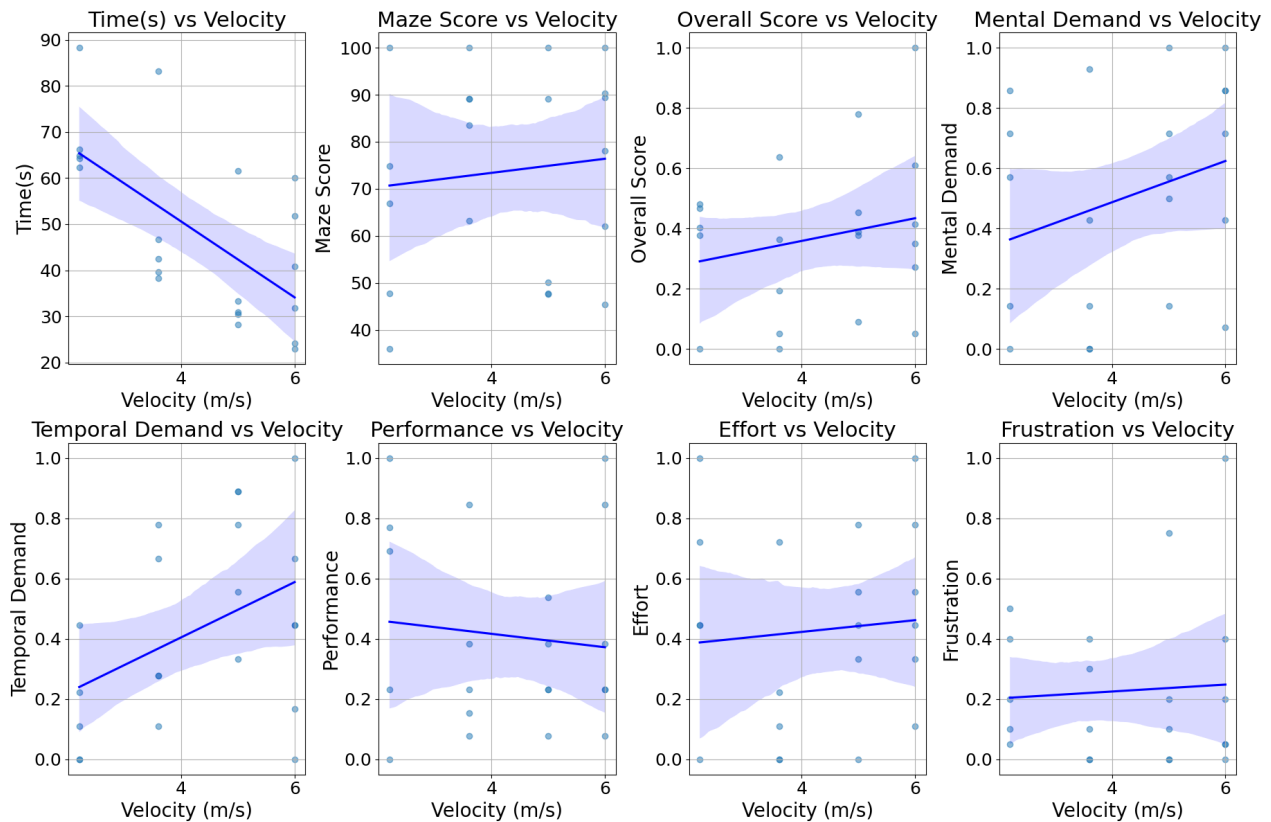 Time(s) vs Velocity
90
80
70
60
50
40
30
20
Time(s)
4
6
Velocity (m/s)
Maze Score vs Velocity
100
90
80
70
60
50
40
Maze Score
4
6
Velocity (m/s)
Overall Score vs Velocity
1.0
0.8
0.6
0.4
0.2
0.0
Overall Score
4
6
Velocity (m/s)
Mental Demand vs Velocity
1.0
0.8
0.6
0.4
0.2
0.0
Mental Demand
4
6
Velocity (m/s)
Temporal Demand vs Velocity
1.0
0.8
0.6
0.4
0.2
0.0
Temporal Demand
4
6
Velocity (m/s)
Performance vs Velocity
1.0
0.8
0.6
0.4
0.2
0.0
Performance
4
6
Velocity (m/s)
Effort vs Velocity
1.0
0.8
0.6
0.4
0.2
0.0
Effort
4
6
Velocity (m/s)
Frustration vs Velocity
1.0
0.8
0.6
0.4
0.2
0.0
Frustration
4
6
Velocity (m/s)